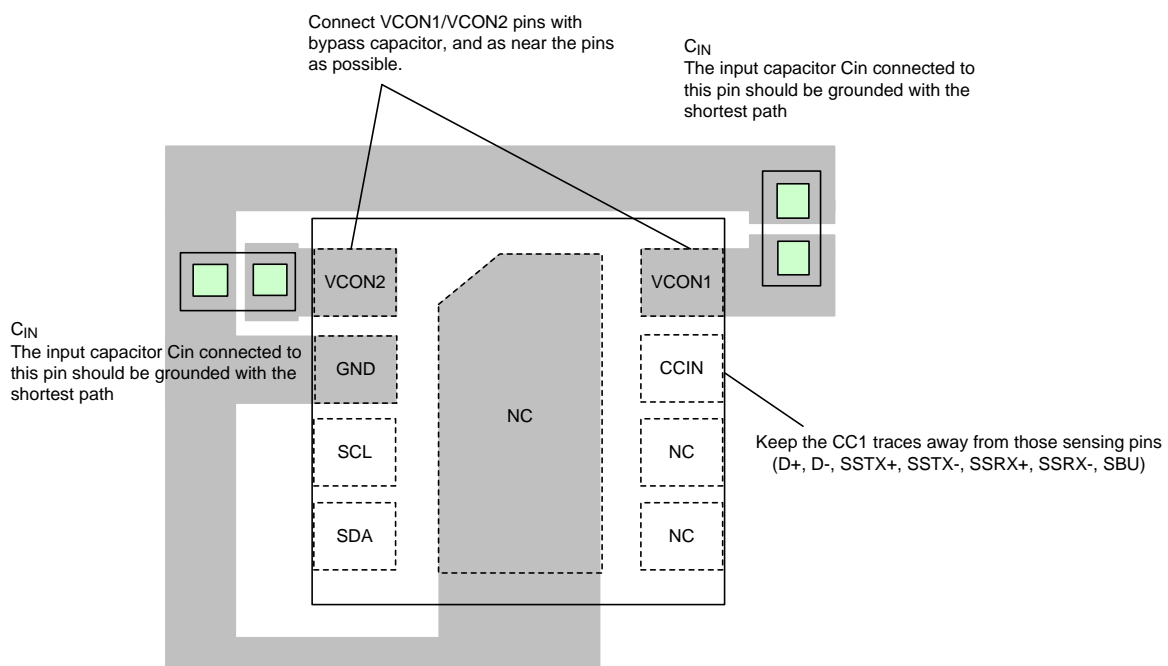 Connect VCON1/VCON2 pins with
bypass capacitor, and as near the pins
as possible.
CIN
The input capacitor Cin connected to
this pin should be grounded with the
shortest path
VCON2
VCON1
CIN
The input capacitor Cin connected to
this pin should be grounded with the
shortest path
GND
CCIN
NC
SCL
NC
Keep the CC1 traces away from those sensing pins
(D+, D-, SSTX+, SSTX-, SSRX+, SSRX-, SBU)
SDA
NC